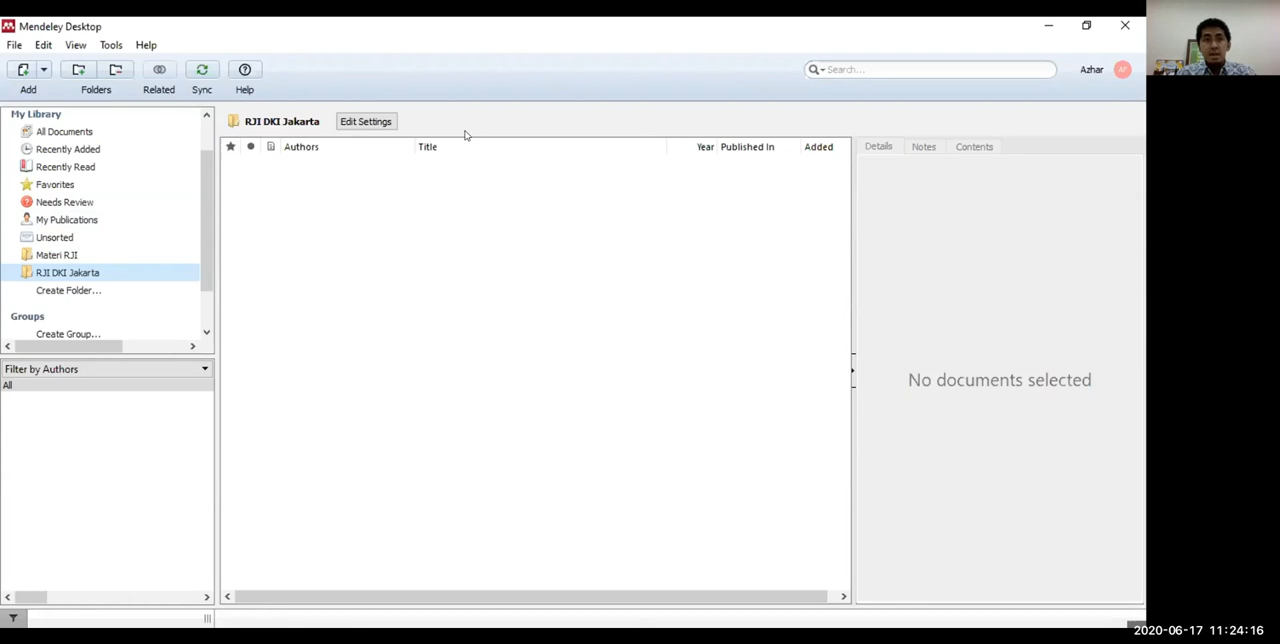 Mendeley Desktop
File Edit View Tools Help
Search...
Azhar AF
Add Folders Related Sync Help
My Library
All Documents
Recently Added
Recently Read
Favorites
Needs Review
My Publications
Unsorted
Materi RJI
RJI DKI Jakarta
Create Folder...
Groups
Create Group...
Filter by Authors
All
RJI DKI Jakarta Edit Settings
Authors Title Year Published In Added
Details Notes Contents
No documents selected
2020-06-17 11:24:16